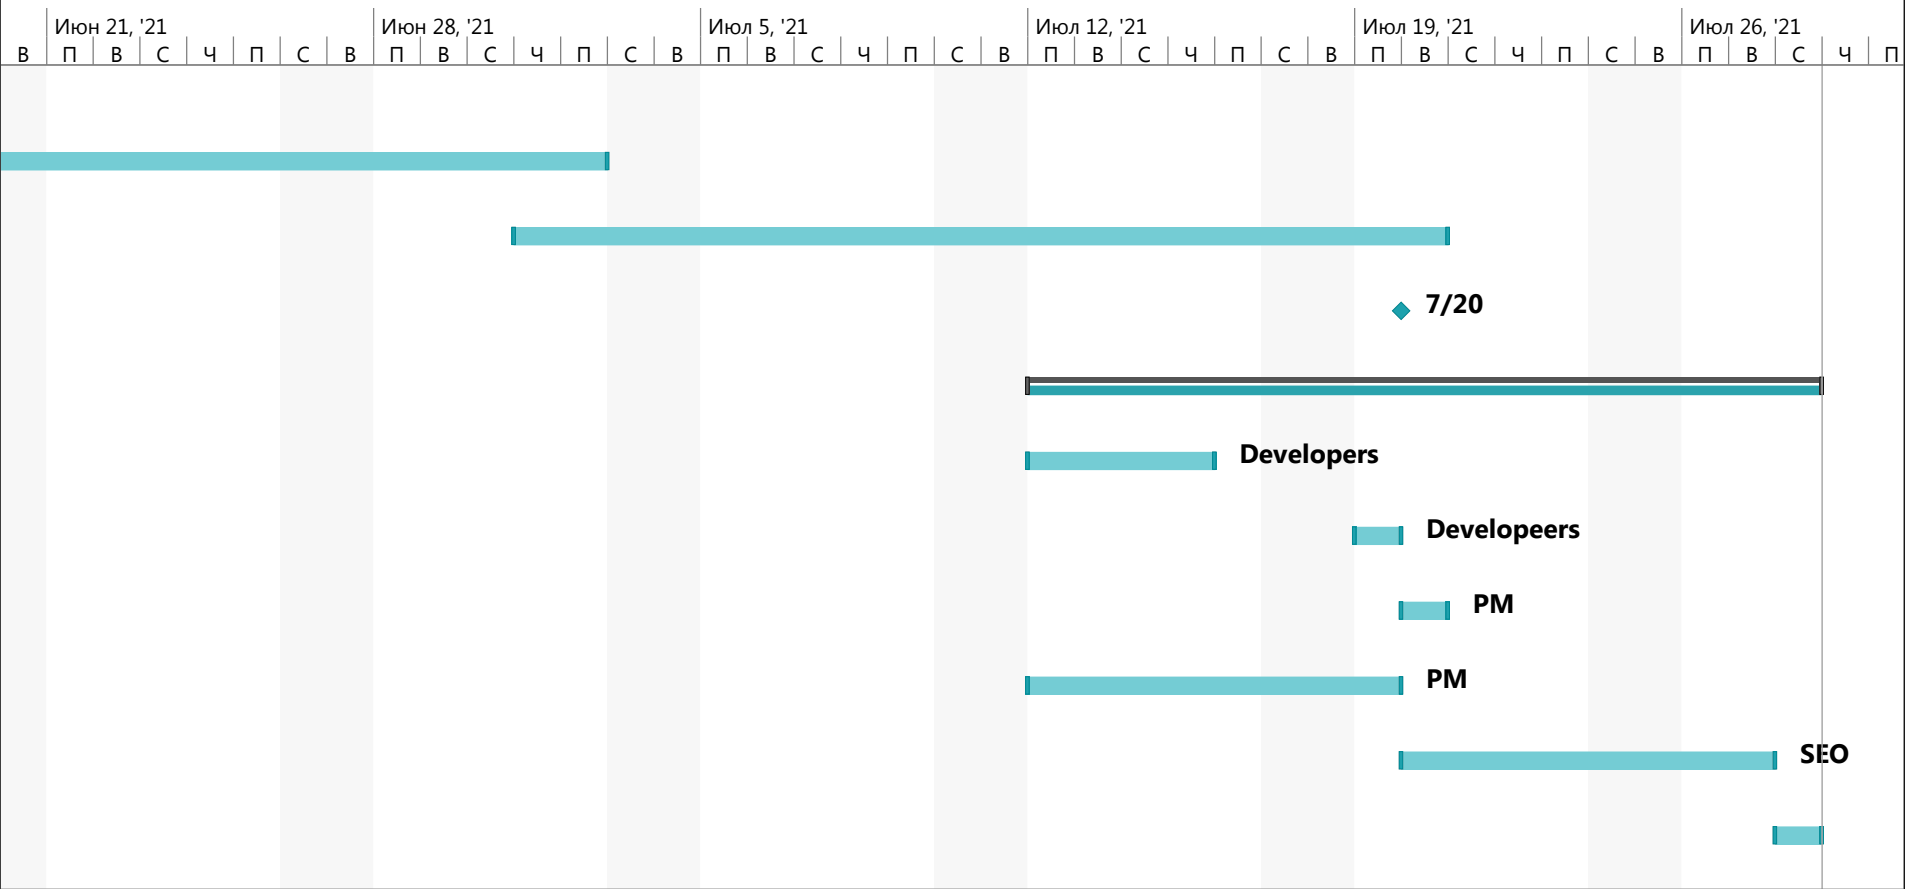 Июн 21, '21 Июн 28, '21 Июл 5, '21 Июл 12, '21 Июл 19, '21 Июл 26, '21
В П В С Ч П С В П В С Ч П С В П В С Ч П С В П В С Ч П С В П В С Ч П С В П В С Ч П
7/20
Developers
Developeers
PM
PM
SEO